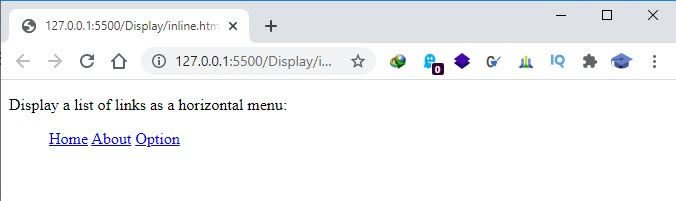 127.0.0.1:5500/Display/inline.htm
127.0.0.1:5500/Display/i...
0
IQ
Display a list of links as a horizontal menu:
Home About Option